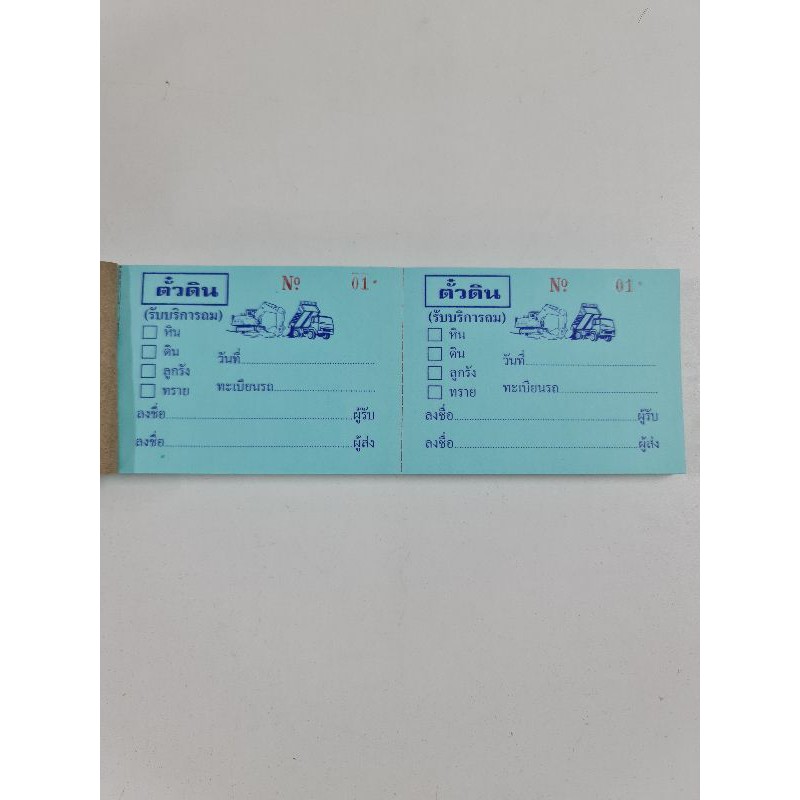 ตั๋วดิน Nº 01
(รับบริการถม)
หิน
ดิน
ลูกรัง
ทราย
วันที่
ทะเบียนรถ
ลงชื่อ ผู้รับ
ลงชื่อ ผู้ส่ง
ตั๋วดิน Nº 01
(รับบริการถม)
หิน
ดิน
ลูกรัง
ทราย
วันที่
ทะเบียนรถ
ลงชื่อ ผู้รับ
ลงชื่อ ผู้ส่ง